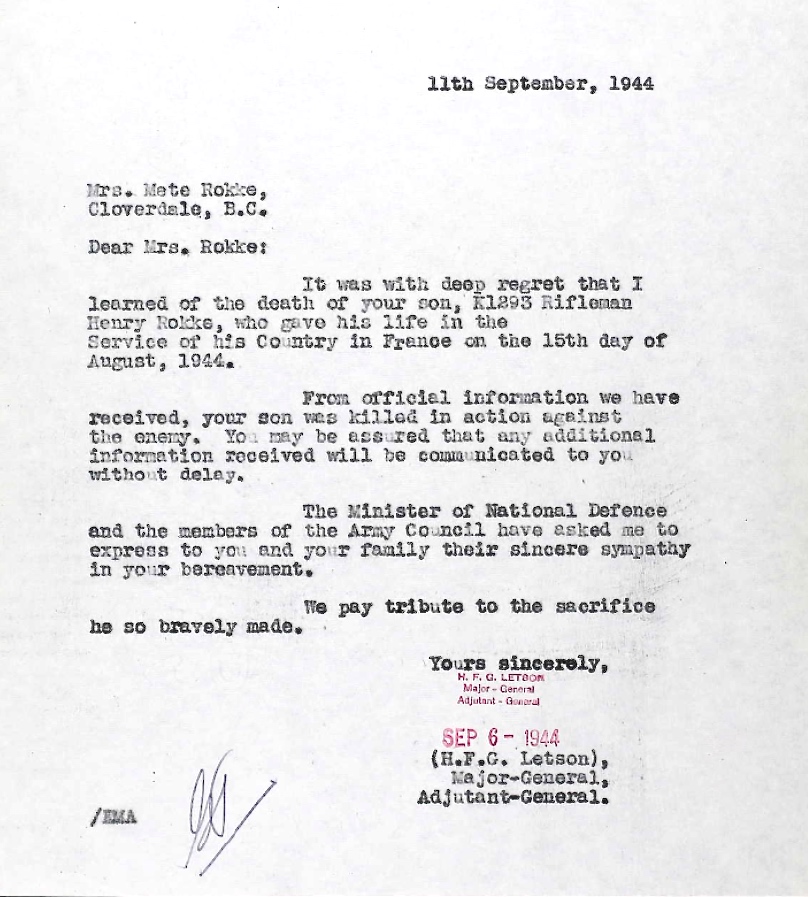 11th September, 1944
Mrs. Mete Rokke,
Cloverdale, B.C.
Dear Mrs. Rokke:
It was with deep regret that I
learned of the death of your son, K1293 Rifleman
Henry Rokke, who gave his life in the
Service of his Country in France on the 15th day of
August, 1944.
From official information we have
received, your son was killed in action against
the enemy. You may be assured that any additional
information received will be communicated to you
without delay.
The Minister of National Defence
and the members of the Army Council have asked me to
express to you and your family their sincere sympathy
in your bereavement.
We pay tribute to the sacrifice
he so bravely made.
Yours sincerely,
H. F. G. LETSON
Major - General
Adjutant - General
SEP 6 - 1944
(H.F.G. Letson),
Major-General,
Adjutant-General.
/EMA